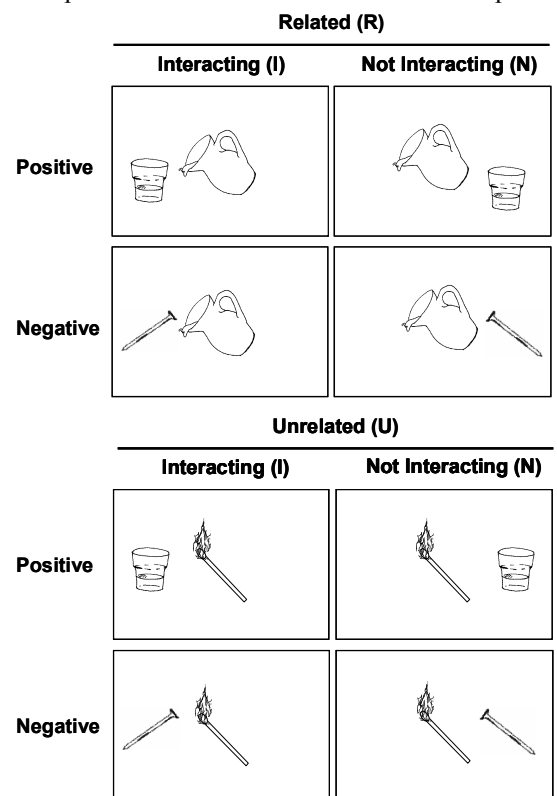 Related (R)
Interacting (I) Not Interacting (N)
Positive
Negative
Unrelated (U)
Interacting (I) Not Interacting (N)
Positive
Negative